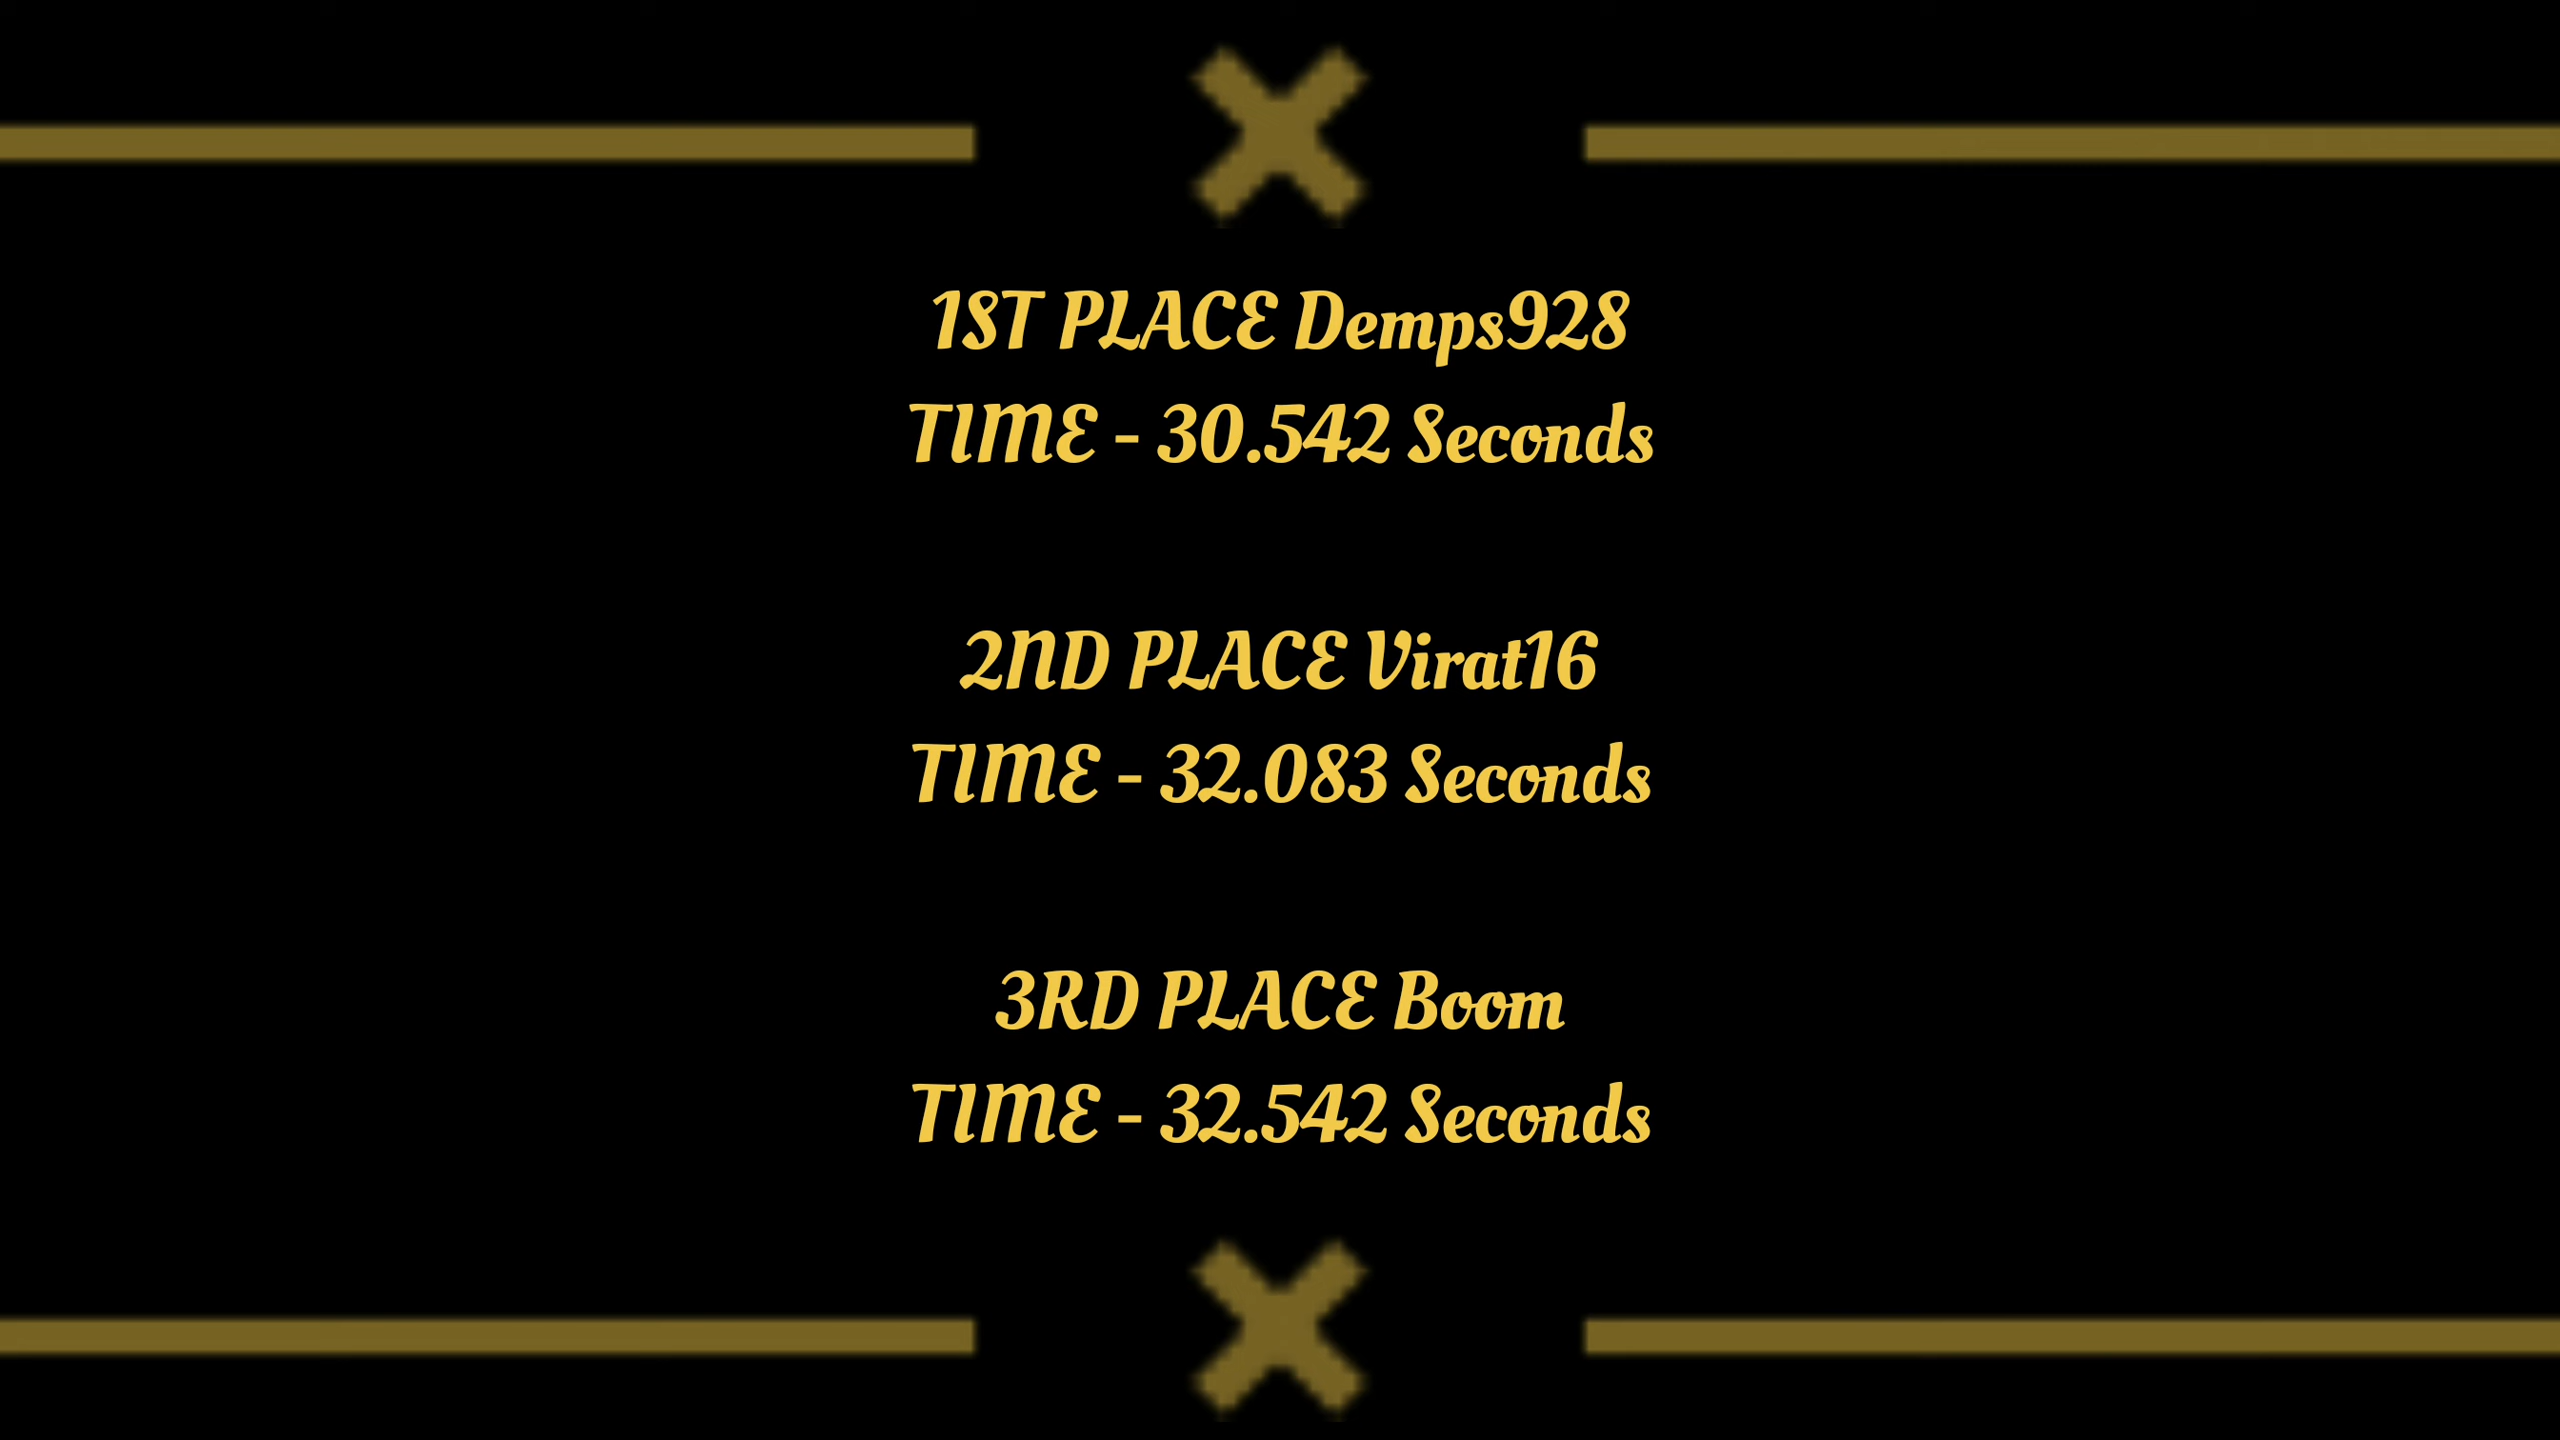 1ST PLACE Demps928
TIME - 30.542 Seconds
2ND PLACE Virat16
TIME - 32.083 Seconds
3RD PLACE Boom
TIME - 32.542 Seconds